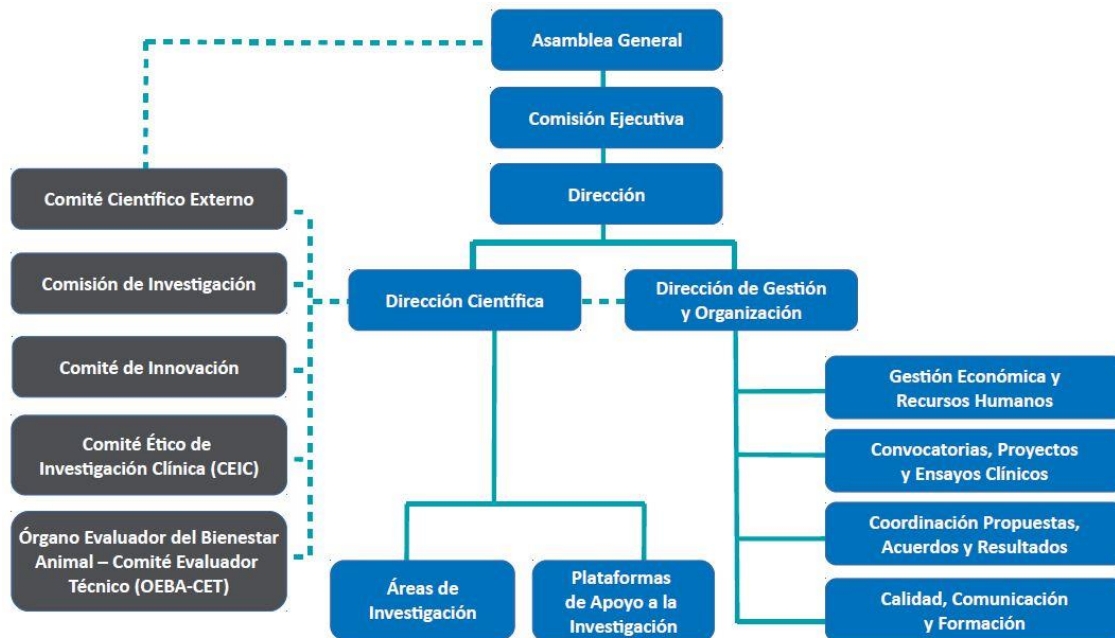 Asamblea General
Comisión Ejecutiva
Dirección
Comité Científico Externo
Comisión de Investigación
Comité de Innovación
Comité Ético de
Investigación Clínica (CEIC)
Órgano Evaluador del Bienestar
Animal – Comité Evaluador
Técnico (OEBA-CET)
Dirección Científica
Dirección de Gestión
y Organización
Áreas de
Investigación
Plataformas
de Apoyo a la
Investigación
Gestión Económica y
Recursos Humanos
Convocatorias, Proyectos
y Ensayos Clínicos
Coordinación Propuestas,
Acuerdos y Resultados
Calidad, Comunicación
y Formación